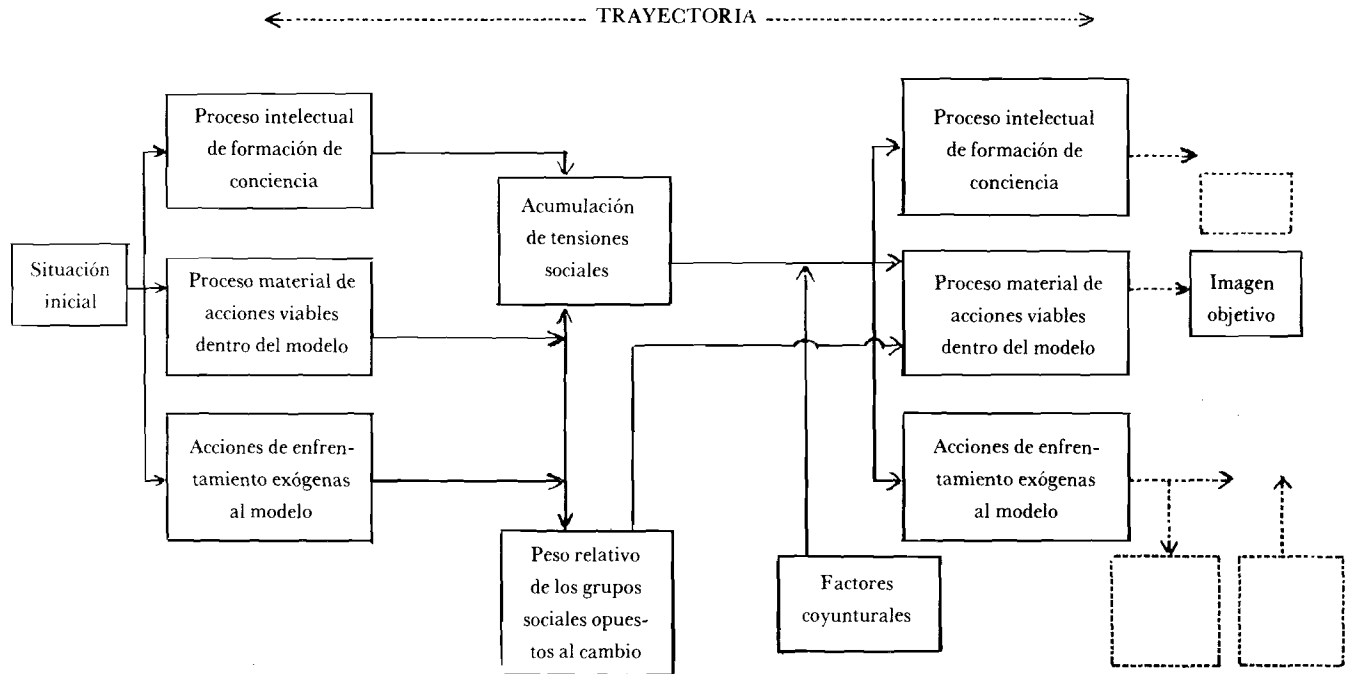 TRAYECTORIA
Situación
inicial
Proceso intelectual
de formación de
conciencia
Proceso material de
acciones viables
dentro del modelo
Acciones de enfren-
tamiento exógenas
al modelo
Acumulación
de tensiones
sociales
Peso relativo
de los grupos
sociales opues-
tos al cambio
Factores
coyunturales
Proceso intelectual
de formación de
conciencia
Proceso material de
acciones viables
dentro del modelo
Acciones de enfren-
tamiento exógenas
al modelo
Imagen
objetivo